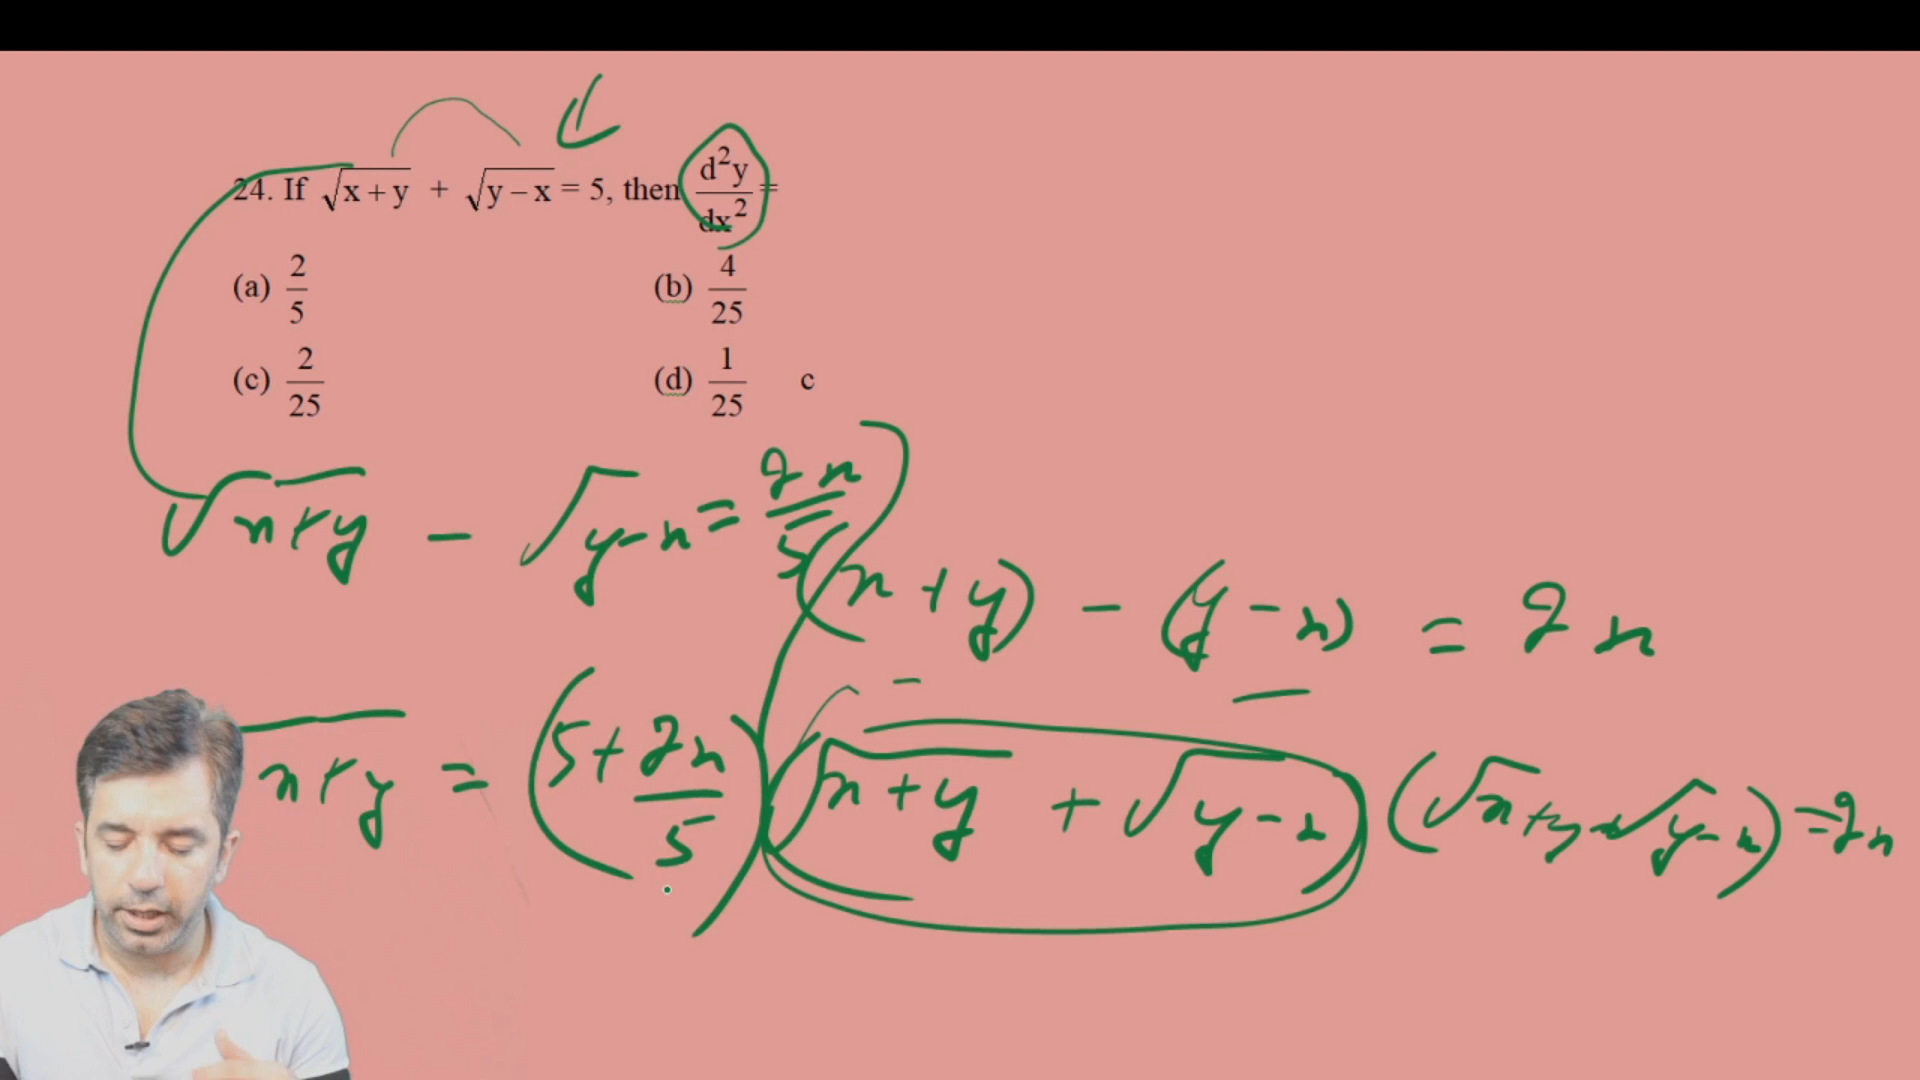 24. If √(x + y) + √(y – x) = 5, then d²y/dx² =
(a) 2/5 (b) 4/25
(c) 2/25 (d) 1/25 c
√(x+y) - √(y-x) = 2x/5
(x+y) - (y-x) = 2x
x+y = (5 + 2x/5)
(√(x+y) + √(y-x)) (√(x+y) - √(y-x)) = 2x